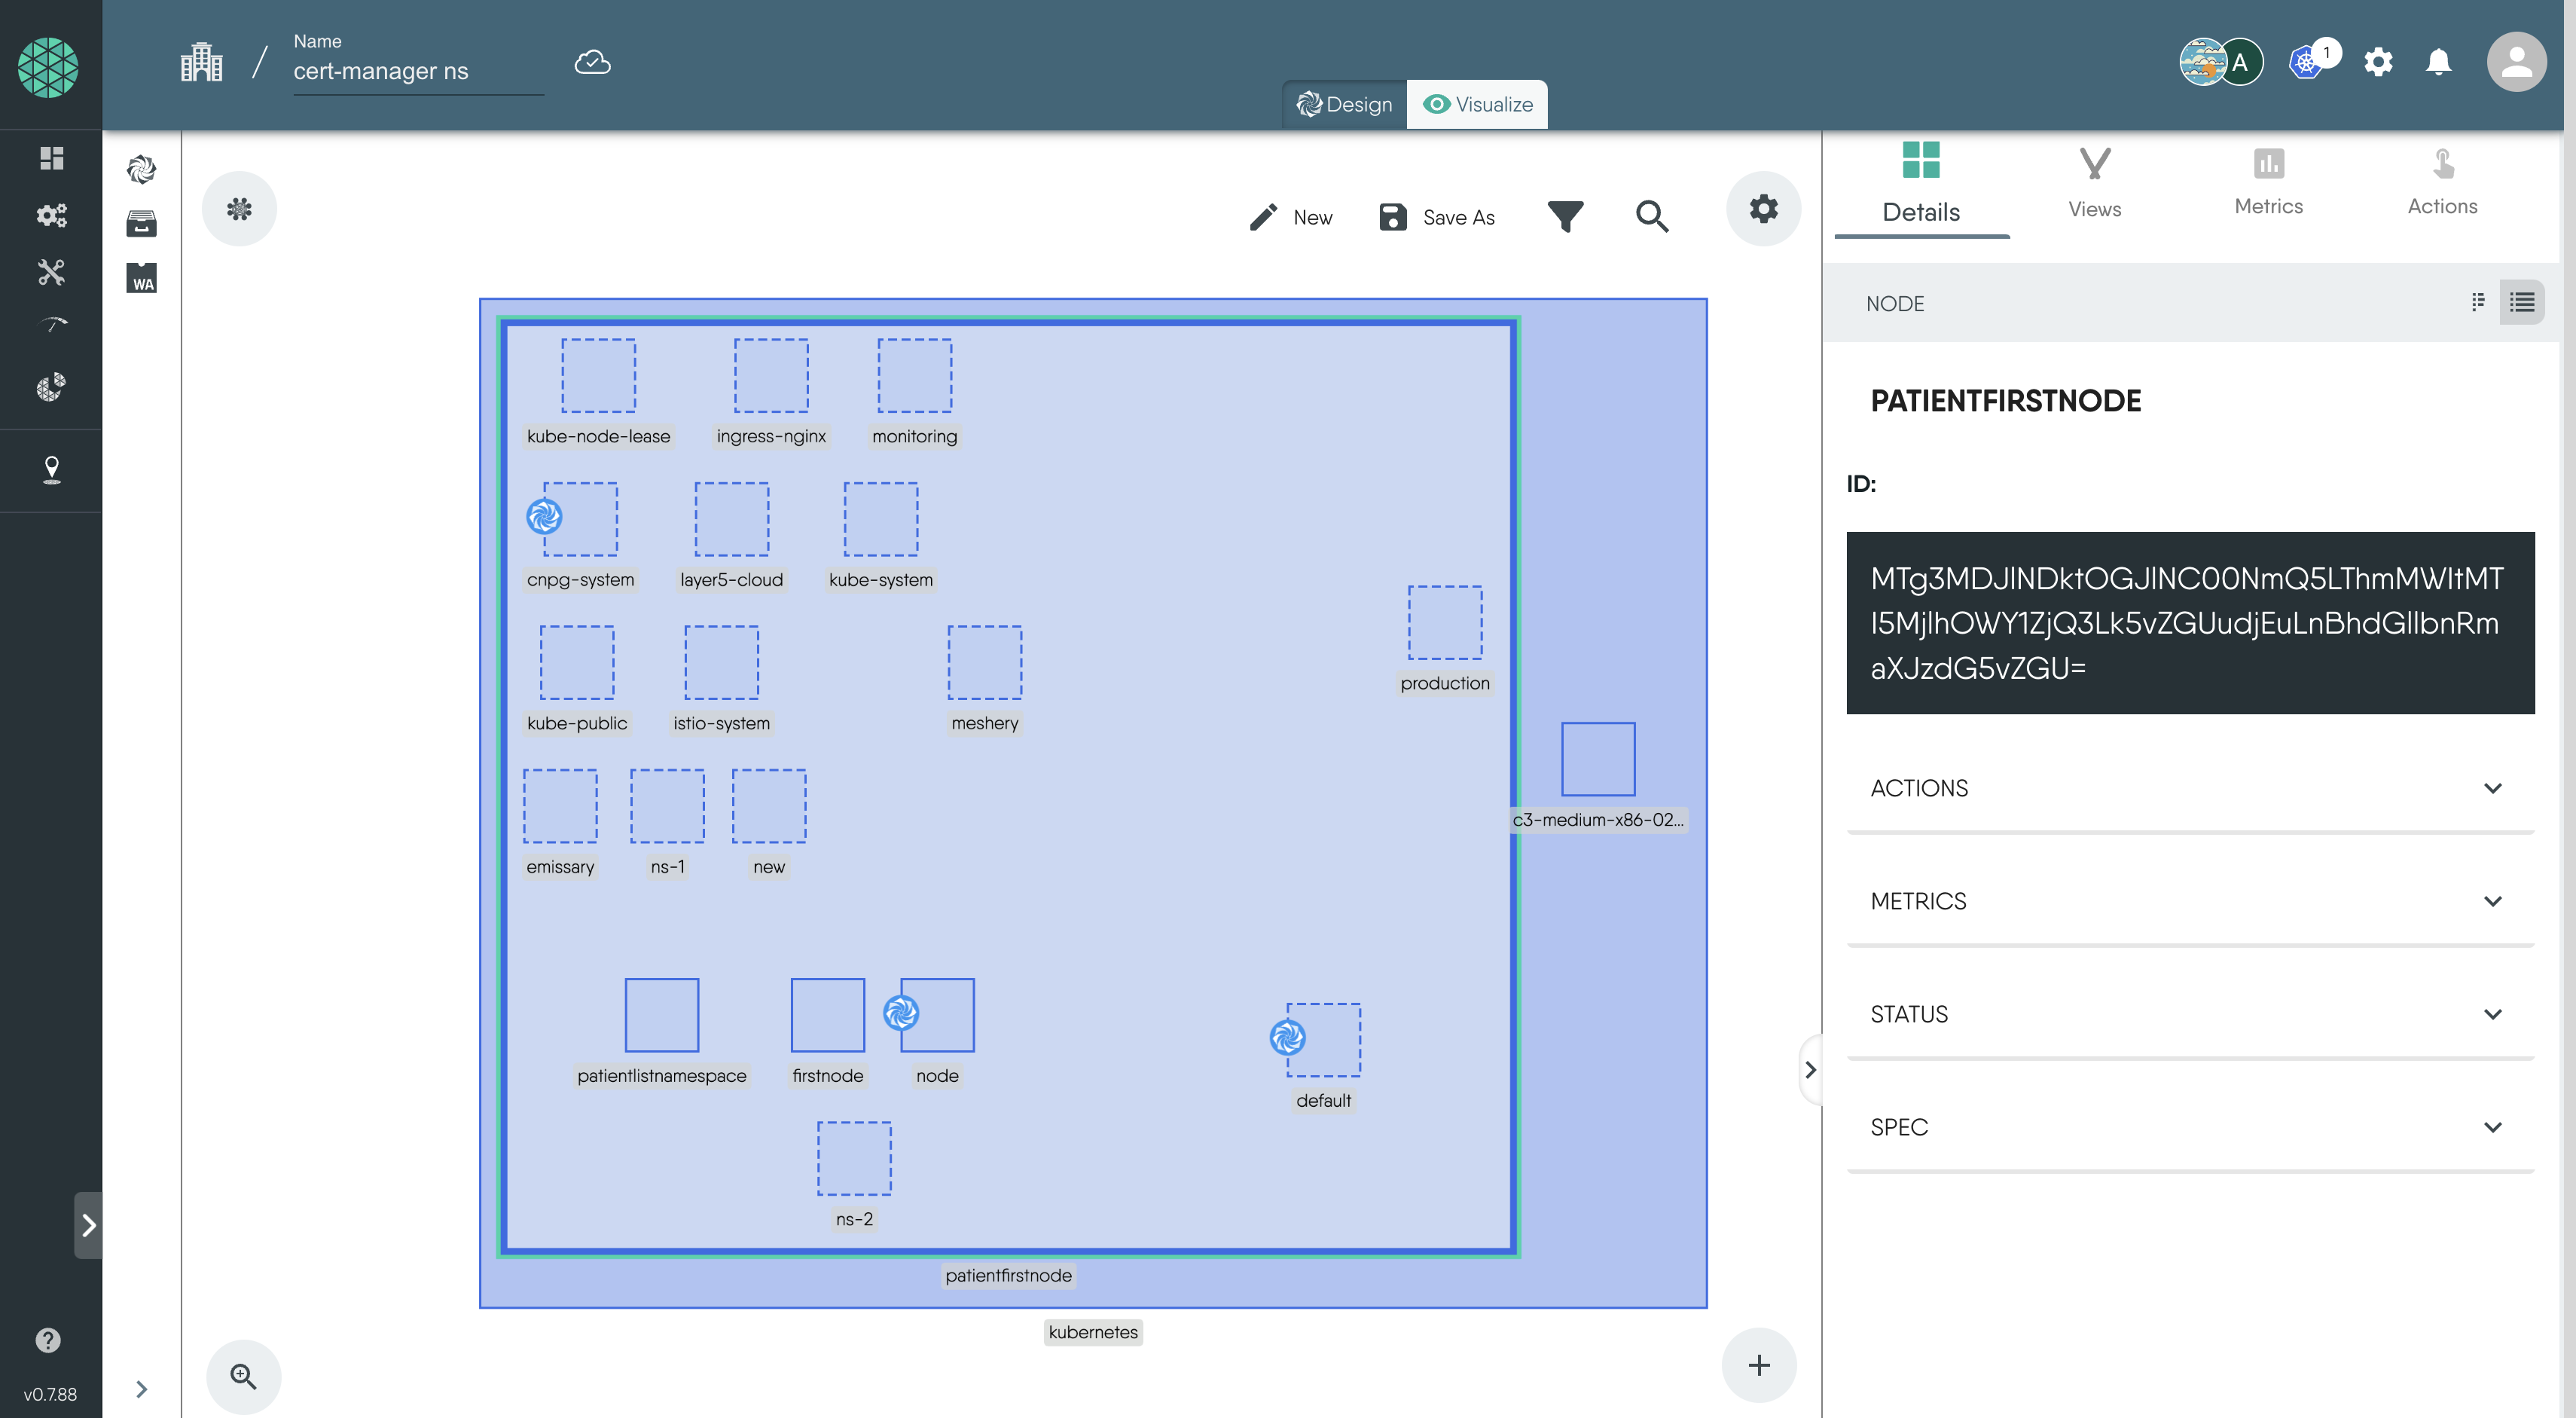 Name
cert-manager ns
Design
Visualize
A
1
WA
New
Save As
Details
Views
Metrics
Actions
NODE
PATIENTFIRSTNODE
ID:
MTg3MDJlNDktOGJlNC00NmQ5LThmMWItMT
I5MjlhOWY1ZjQ3Lk5vZGUudjEuLnBhdGllbnRm
aXJzdG5vZGU=
ACTIONS
METRICS
STATUS
SPEC
kube-node-lease
ingress-nginx
monitoring
cnpg-system
layer5-cloud
kube-system
production
kube-public
istio-system
meshery
c3-medium-x86-02...
emissary
ns-1
new
patientlistnamespace
firstnode
node
default
ns-2
patientfirstnode
kubernetes
v0.7.88